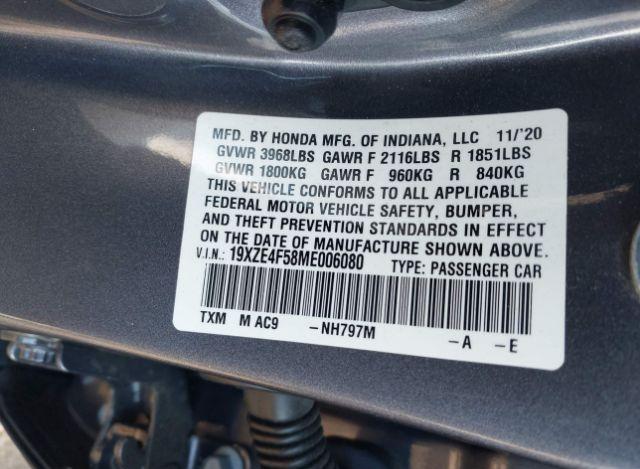 MFD. BY HONDA MFG. OF INDIANA, LLC 11/'20
GVWR 3968LBS GAWR F 2116LBS R 1851LBS
GVWR 1800KG GAWR F 960KG R 840KG
THIS VEHICLE CONFORMS TO ALL APPLICABLE
FEDERAL MOTOR VEHICLE SAFETY, BUMPER,
AND THEFT PREVENTION STANDARDS IN EFFECT
ON THE DATE OF MANUFACTURE SHOWN ABOVE.
V.I.N.: 19XZE4F58ME006080 TYPE: PASSENGER CAR
TXM M AC9 -NH797M -A -E